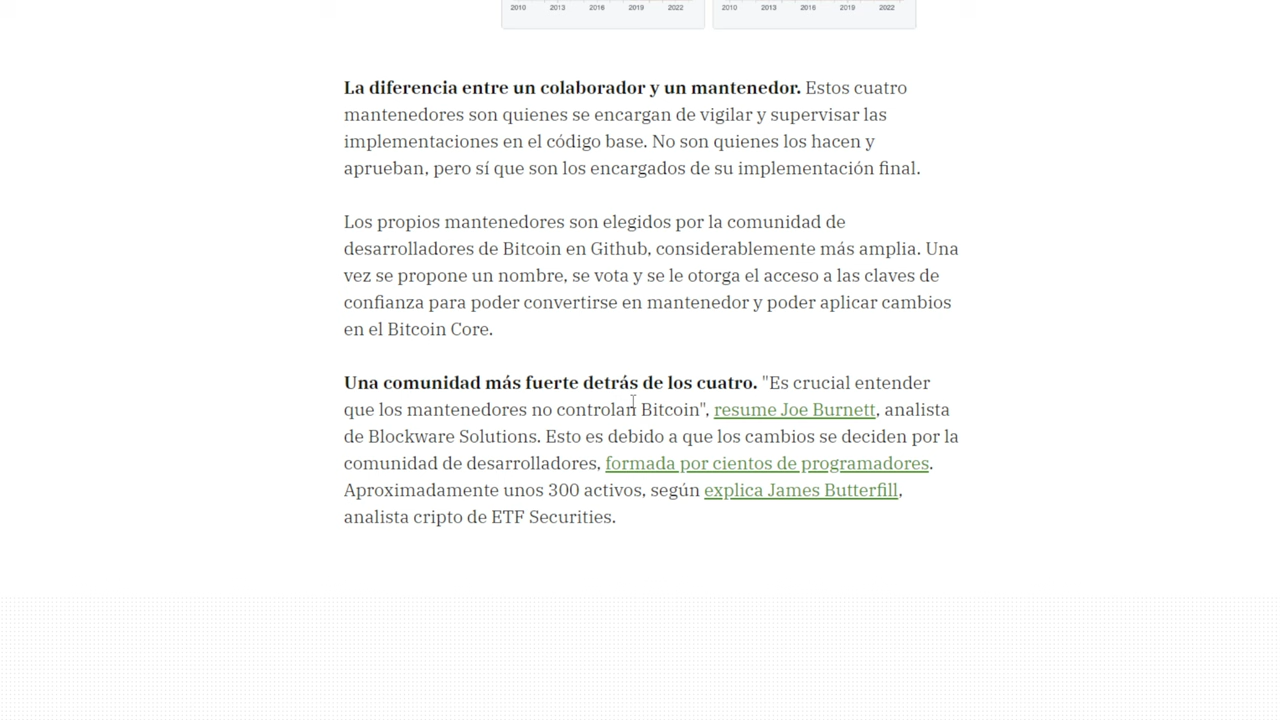 2010 2013 2016 2019 2022 2010 2013 2016 2019 2022
La diferencia entre un colaborador y un mantenedor. Estos cuatro
mantenedores son quienes se encargan de vigilar y supervisar las
implementaciones en el código base. No son quienes los hacen y
aprueban, pero sí que son los encargados de su implementación final.
Los propios mantenedores son elegidos por la comunidad de
desarrolladores de Bitcoin en Github, considerablemente más amplia. Una
vez se propone un nombre, se vota y se le otorga el acceso a las claves de
confianza para poder convertirse en mantenedor y poder aplicar cambios
en el Bitcoin Core.
Una comunidad más fuerte detrás de los cuatro. "Es crucial entender
que los mantenedores no controlan Bitcoin", resume Joe Burnett, analista
de Blockware Solutions. Esto es debido a que los cambios se deciden por la
comunidad de desarrolladores, formada por cientos de programadores.
Aproximadamente unos 300 activos, según explica James Butterfill,
analista cripto de ETF Securities.